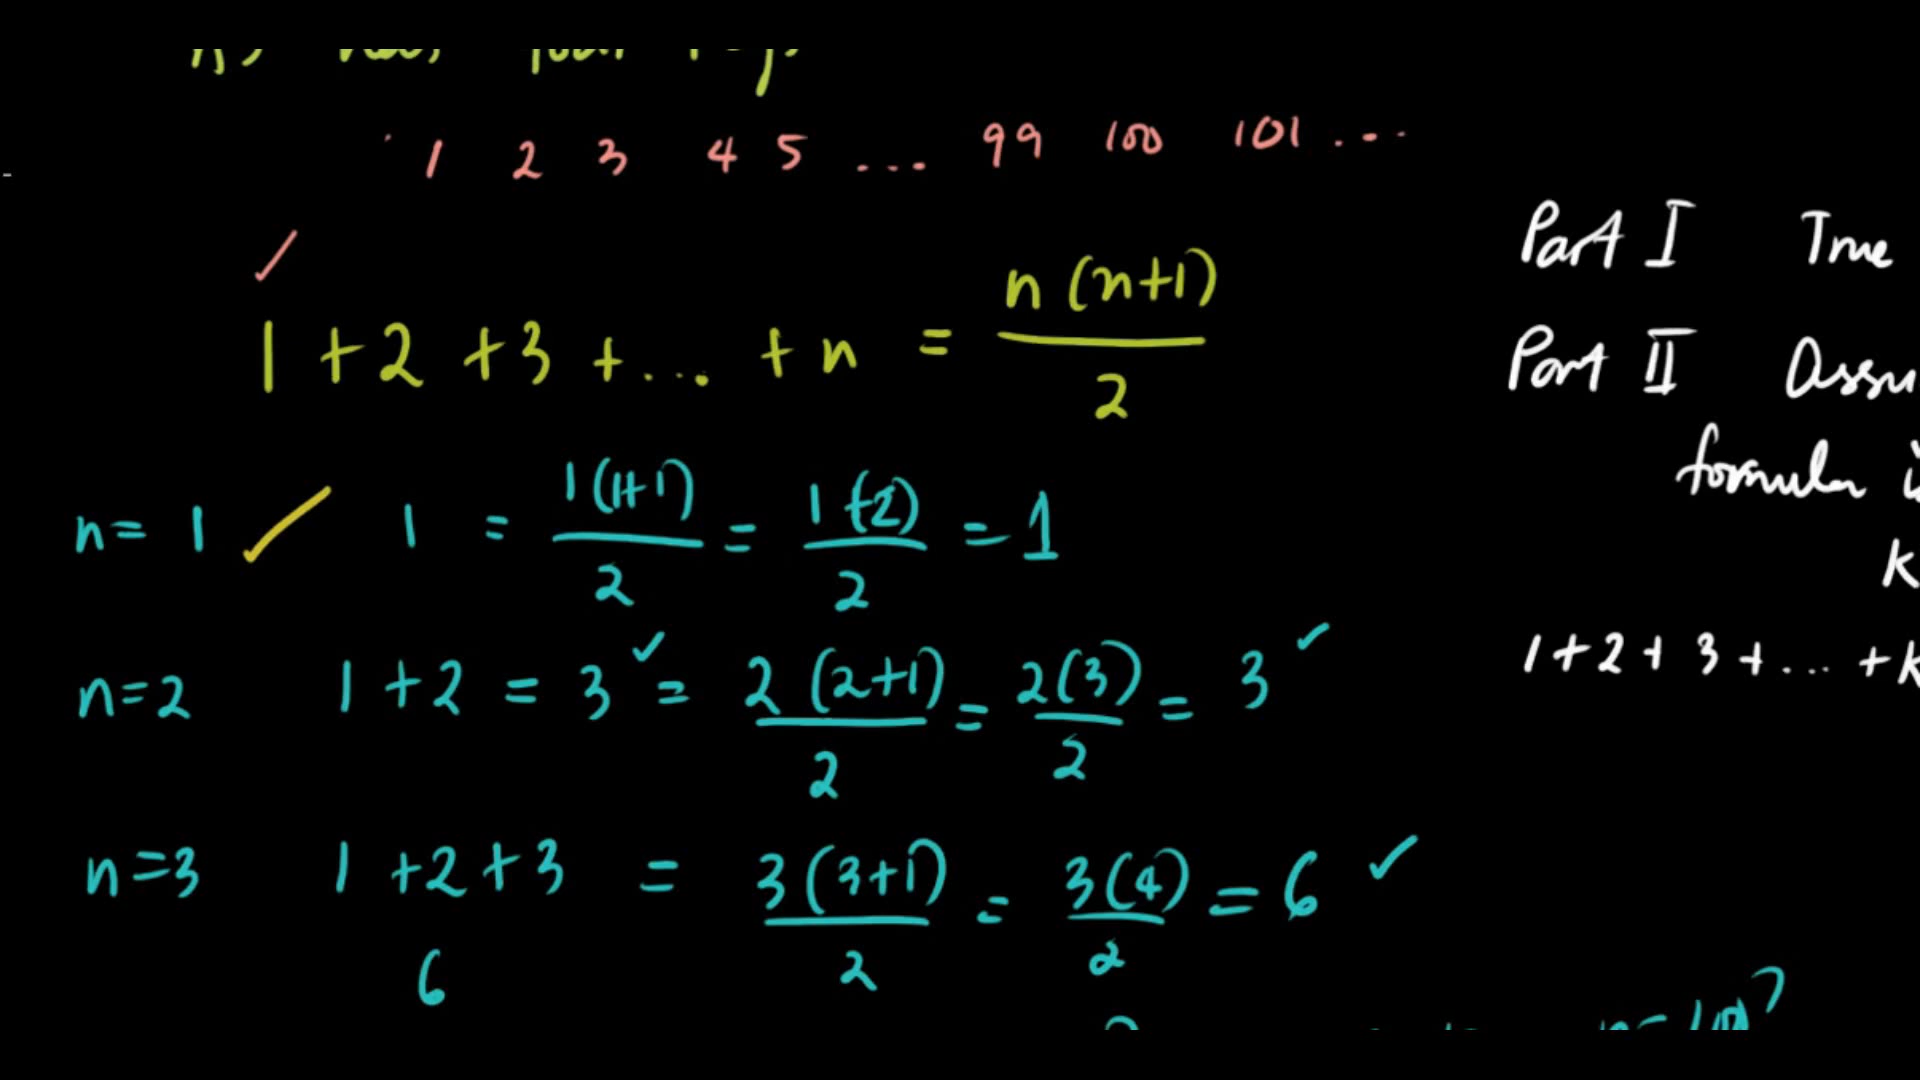 1 2 3 4 5 ... 99 100 101 ...
1 + 2 + 3 + ... + n = n(n+1)/2
n = 1 1 = 1(1+1)/2 = 1(2)/2 = 1
n=2 1 + 2 = 3 ✓ = 2(2+1)/2 = 2(3)/2 = 3 ✓
n=3 1 + 2 + 3 = 3(3+1)/2 = 3(4)/2 = 6 ✓
6
Part I True
Part II Assu
formula
k
1 + 2 + 3 + ... + k